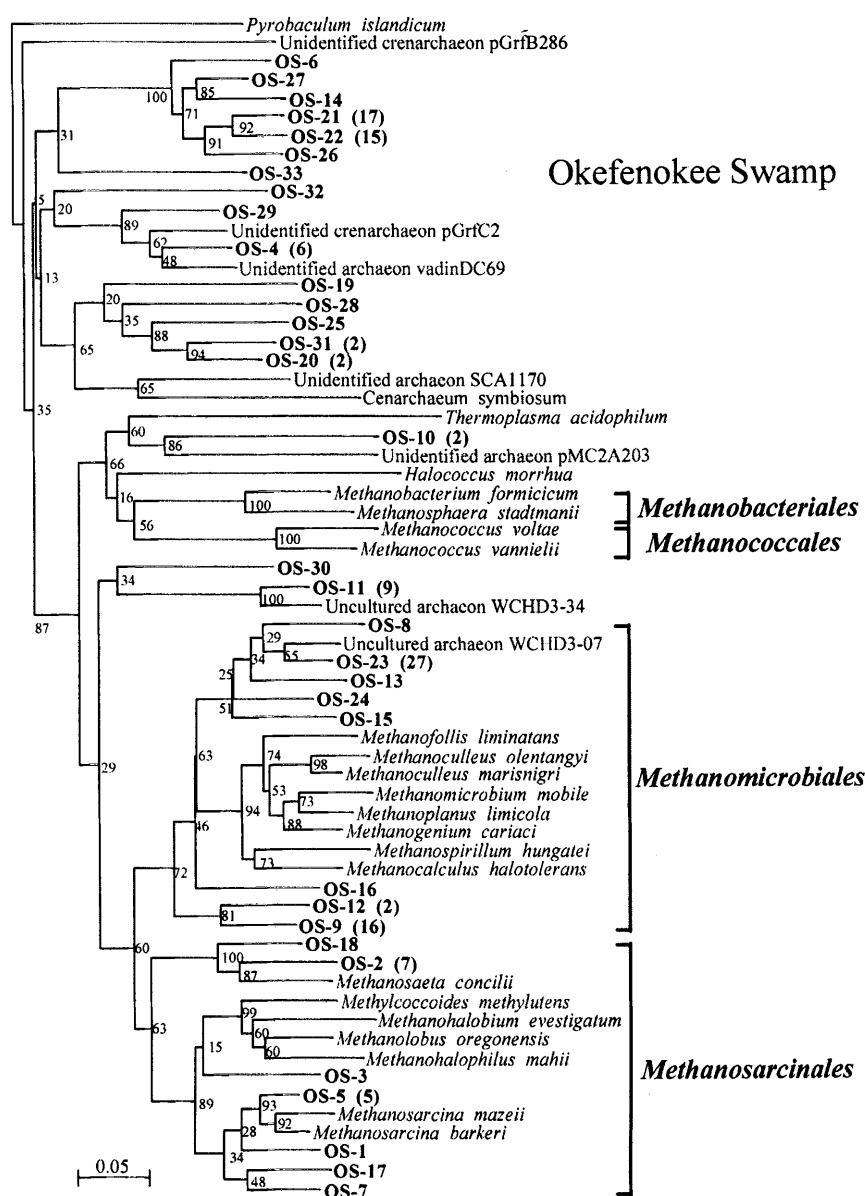 Pyrobaculum islandicum
Unidentified crenarchaeon pGrfB286
OS-6
OS-27
100
85
OS-14
71
OS-21 (17)
92
OS-22 (15)
91
31
OS-26
OS-33
Okefenokee Swamp
OS-32
5
20
OS-29
89
Unidentified crenarchaeon pGrfC2
62
OS-4 (6)
48
Unidentified archaeon vadinDC69
13
OS-19
20
OS-28
35
OS-25
88
65
OS-31 (2)
94
OS-20 (2)
Unidentified archaeon SCA1170
65
Cenarchaeum symbiosum
35
Thermoplasma acidophilum
60
OS-10 (2)
86
Unidentified archaeon pMC2A203
66
Halococcus morrhua
16
Methanobacterium formicicum
100
Methanosphaera stadtmanii
Methanobacteriales
56
Methanococcus voltae
100
Methanococcus vannielii
Methanococcales
OS-30
34
OS-11 (9)
100
Uncultured archaeon WCHD3-34
87
OS-8
29
Uncultured archaeon WCHD3-07
34
55
OS-23 (27)
25
OS-13
OS-24
51
OS-15
Methanofollis liminatans
63
74
Methanoculleus olentangyi
98
Methanoculleus marisnigri
29
53
Methanomicrobium mobile
73
Methanoplanus limicola
94
88
Methanogenium cariaci
46
Methanospirillum hungatei
73
Methanocalculus halotolerans
Methanomicrobiales
72
OS-16
OS-12 (2)
81
OS-9 (16)
60
OS-18
100
OS-2 (7)
87
Methanosaeta concilii
Methylcoccoides methylutens
99
Methanohalobium evestigatum
63
60
Methanolobus oregonensis
15
60
Methanohalophilus mahii
OS-3
Methanosarcinales
89
OS-5 (5)
93
Methanosarcina mazeii
92
28
Methanosarcina barkeri
OS-1
34
OS-17
48
OS-7
0.05